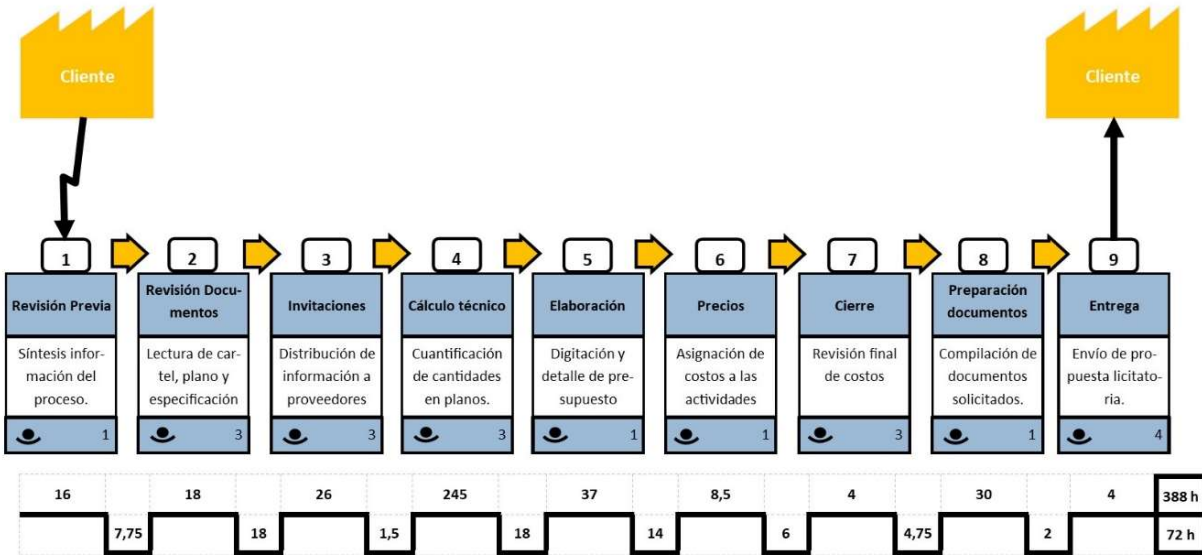 Cliente
Cliente
1
2
3
4
5
6
7
8
9
Revisión Previa
Revisión Docu-
mentos
Invitaciones
Cálculo técnico
Elaboración
Precios
Cierre
Preparación
documentos
Entrega
Síntesis infor-
mación del
proceso.
Lectura de car-
tel, plano y
especificación
Distribución de
información a
proveedores
Cuantificación
de cantidades
en planos.
Digitación y
detalle de pre-
supuesto
Asignación de
costos a las
actividades
Revisión final
de costos
Compilación de
documentos
solicitados.
Envío de pro-
puesta licitato-
ria.
1
3
3
3
1
1
3
1
4
16 18 26 245 37 8,5 4 30 4 388 h
7,75 18 1,5 18 14 6 4,75 2 72 h